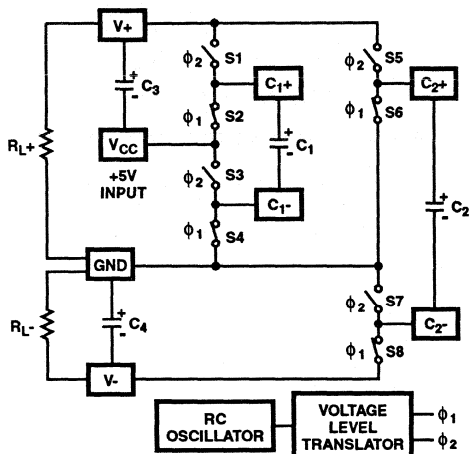 V+
ϕ2
S1
S5
ϕ2
C3
+
-
C1+
C2+
ϕ1
S2
ϕ1
S6
RL+
VCC
+
-
C1
+5V
INPUT
ϕ2
S3
C1-
+
-
C2
ϕ1
S4
GND
RL-
+
-
C4
ϕ2
S7
C2-
ϕ1
S8
V-
RC
OSCILLATOR
VOLTAGE
LEVEL
TRANSLATOR
ϕ1
ϕ2